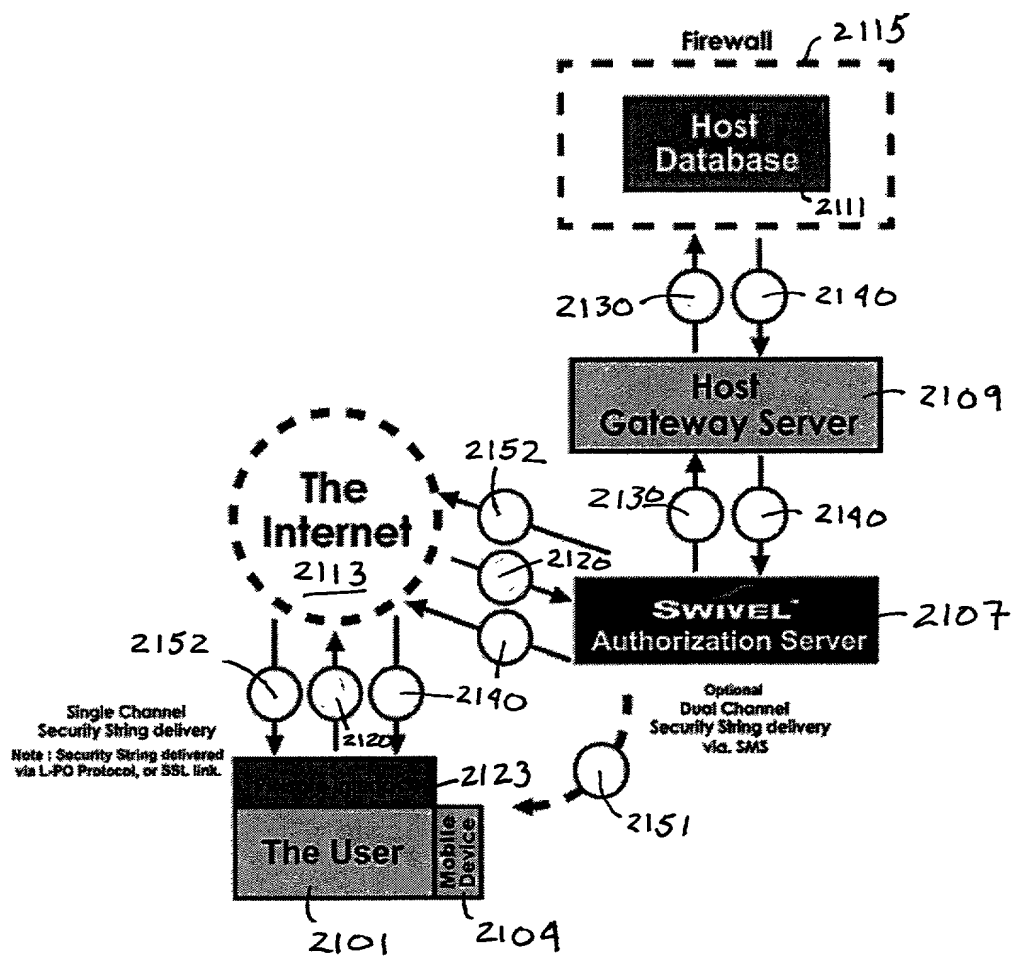 Firewall
2115
Host
Database
2111
2130
2140
Host
Gateway Server
2109
2152
The
Internet
2113
2130
2140
2120
SWIVEL™
Authorization Server
2107
2152
2140
2120
Single Channel
Security String delivery
Note : Security String delivered
via L-PO Protocol, or SSL link.
Optional
Dual Channel
Security String delivery
via. SMS
2123
2151
The User
Mobile
Device
2101
2104